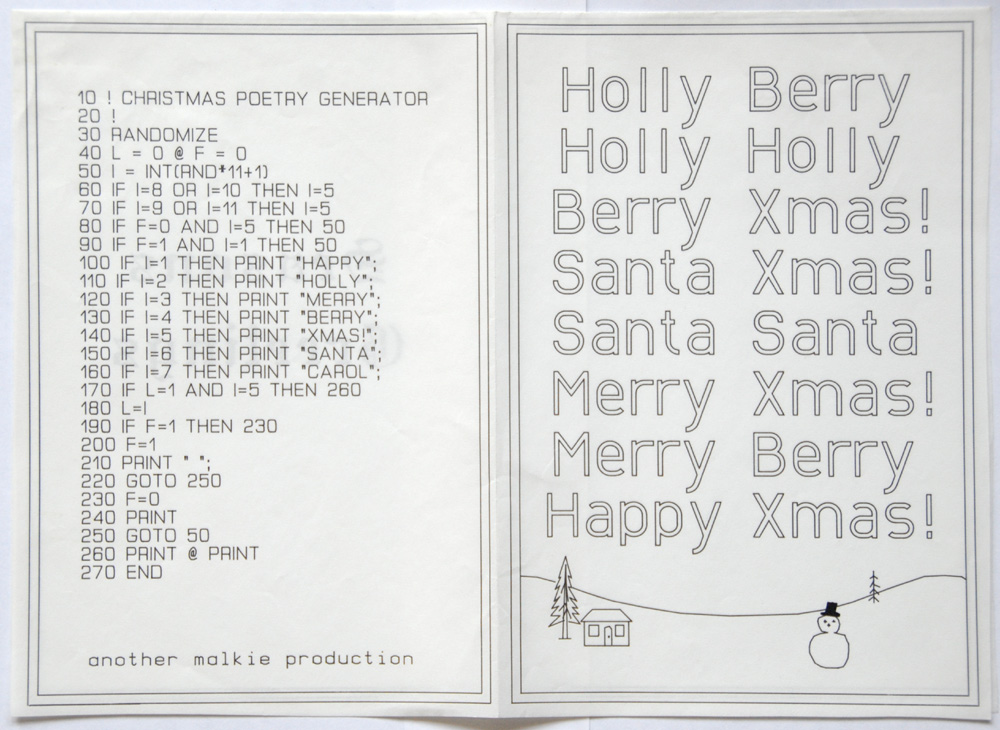 10 ! CHRISTMAS POETRY GENERATOR
20 !
30 RANDOMIZE
40 L = 0 @ F = 0
50 I = INT(RND*11+1)
60 IF I=8 OR I=10 THEN I=5
70 IF I=9 OR I=11 THEN I=5
80 IF F=0 AND I=5 THEN 50
90 IF F=1 AND I=1 THEN 50
100 IF I=1 THEN PRINT "HAPPY";
110 IF I=2 THEN PRINT "HOLLY";
120 IF I=3 THEN PRINT "MERRY";
130 IF I=4 THEN PRINT "BERRY";
140 IF I=5 THEN PRINT "XMAS!";
150 IF I=6 THEN PRINT "SANTA";
160 IF I=7 THEN PRINT "CAROL";
170 IF L=1 AND I=5 THEN 260
180 L=I
190 IF F=1 THEN 230
200 F=1
210 PRINT " ";
220 GOTO 250
230 F=0
240 PRINT
250 GOTO 50
260 PRINT @ PRINT
270 END
another malkie production
Holly Berry
Holly Holly
Berry Xmas!
Santa Xmas!
Santa Santa
Merry Xmas!
Merry Berry
Happy Xmas!